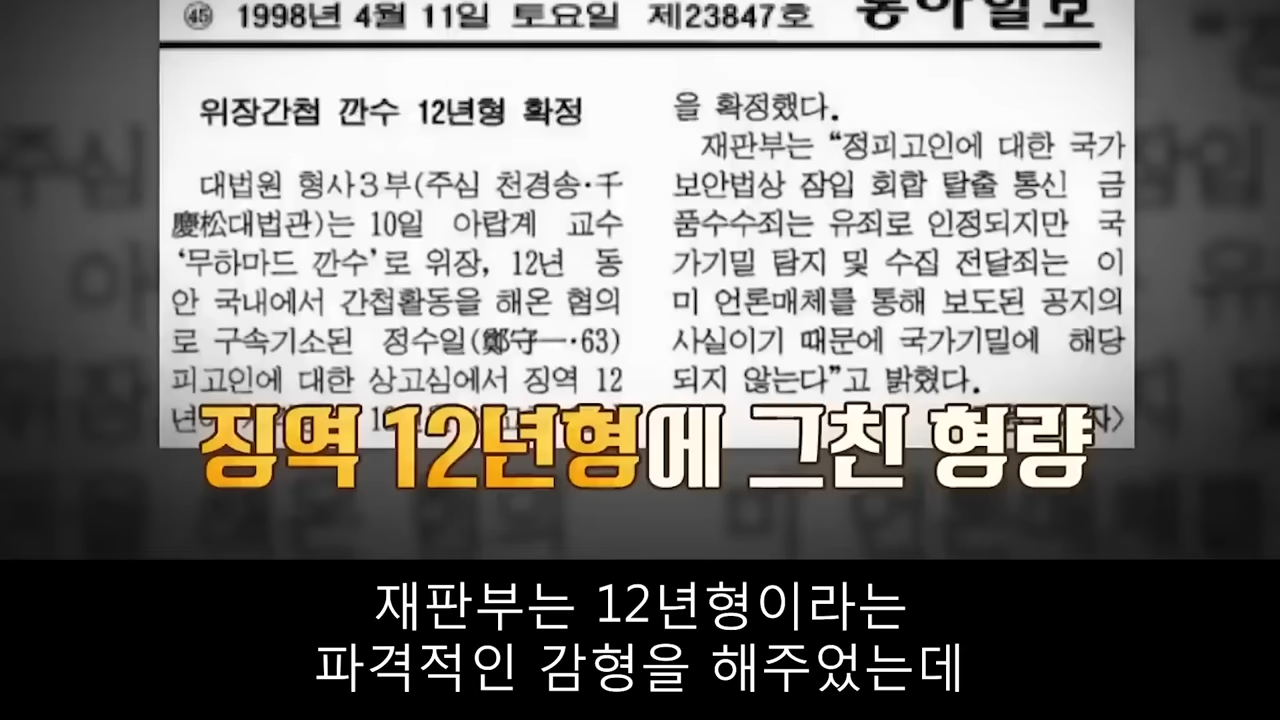 ㊺ 1998년 4월 11일 토요일 제23847호 동아일보
위장간첩 깐수 12년형 확정
대법원 형사3부(주심 천경송·千
慶松대법관)는 10일 아랍계 교수
‘무하마드 깐수’로 위장, 12년 동
안 국내에서 간첩활동을 해온 혐의
로 구속기소된 정수일(鄭守一·63)
피고인에 대한 상고심에서 징역 12
을 확정했다.
재판부는 “정피고인에 대한 국가
보안법상 잠입 회합 탈출 통신 금
품수수죄는 유죄로 인정되지만 국
가기밀 탐지 및 수집 전달죄는 이
미 언론매체를 통해 보도된 공지의
사실이기 때문에 국가기밀에 해당
되지 않는다”고 밝혔다.
징역 12년형에 그친 형량
재판부는 12년형이라는
파격적인 감형을 해주었는데